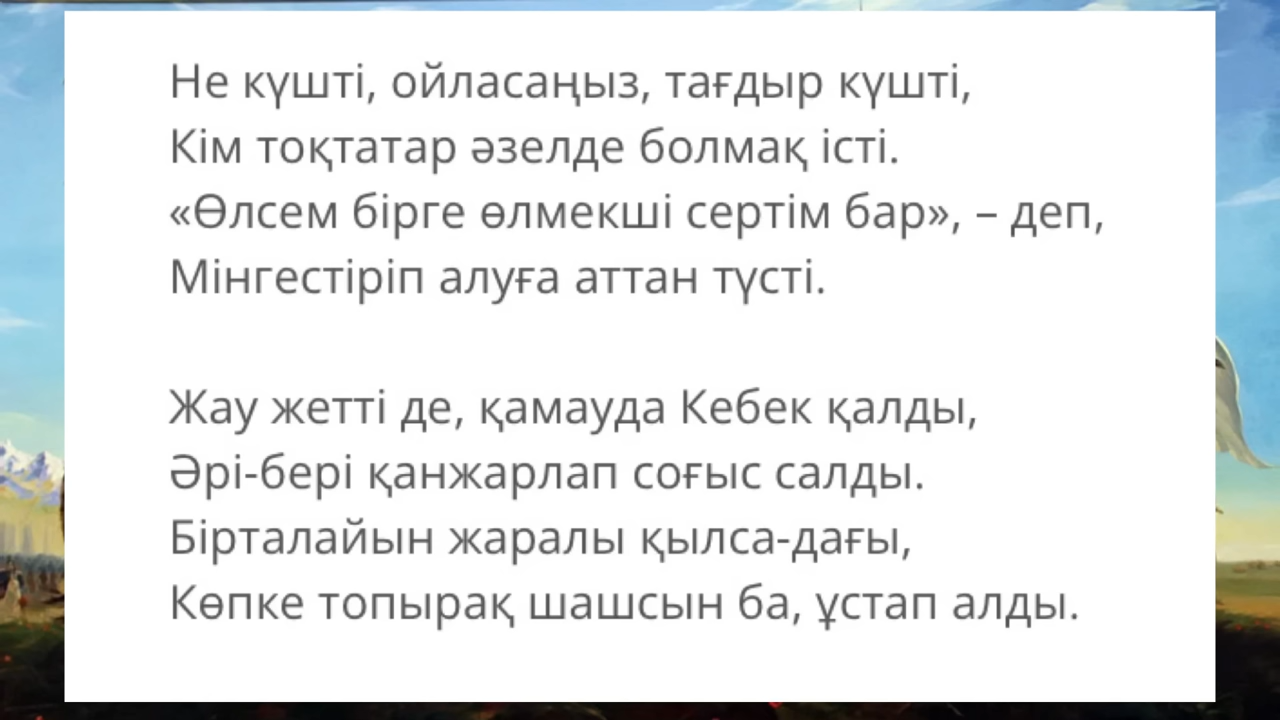 Не күшті, ойласаңыз, тағдыр күшті,
Кім тоқтатар әзелде болмақ істі.
«Өлсем бірге өлмекші сертім бар», – деп,
Мінгестіріп алуға аттан түсті.
Жау жетті де, қамауда Кебек қалды,
Әрі-бері қанжарлап соғыс салды.
Бірталайын жаралы қылса-дағы,
Көпке топырақ шашсын ба, ұстап алды.